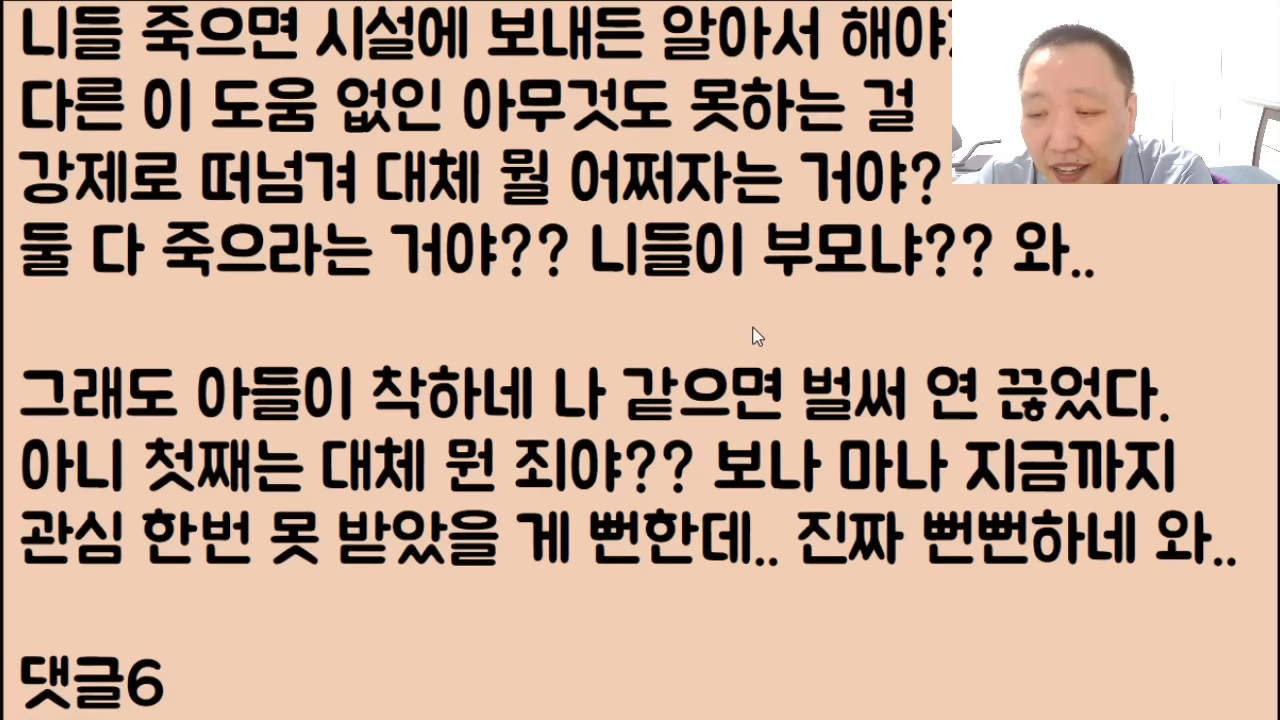 니들 죽으면 시설에 보내든 알아서 해야
다른 이 도움 없인 아무것도 못하는 걸
강제로 떠넘겨 대체 뭘 어쩌자는 거야?
둘 다 죽으라는 거야?? 니들이 부모냐?? 와..
그래도 아들이 착하네 나 같으면 벌써 연 끊었다.
아니 첫째는 대체 뭔 죄야?? 보나 마나 지금까지
관심 한번 못 받았을 게 뻔한데.. 진짜 뻔뻔하네 와..
댓글6